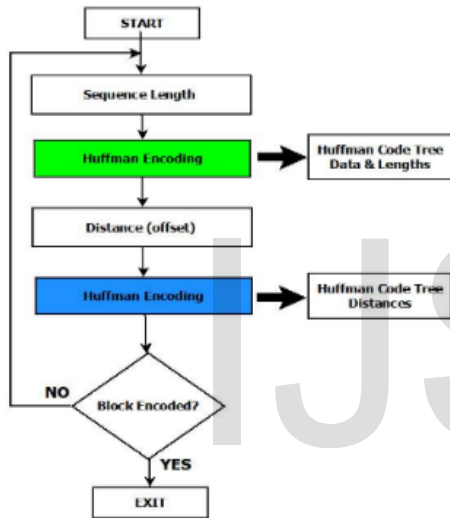 START
Sequence Length
Huffman Encoding
Huffman Code Tree
Data & Lengths
Distance (offset)
Huffman Encoding
Huffman Code Tree
Distances
NO
Block Encoded?
YES
EXIT
IJS